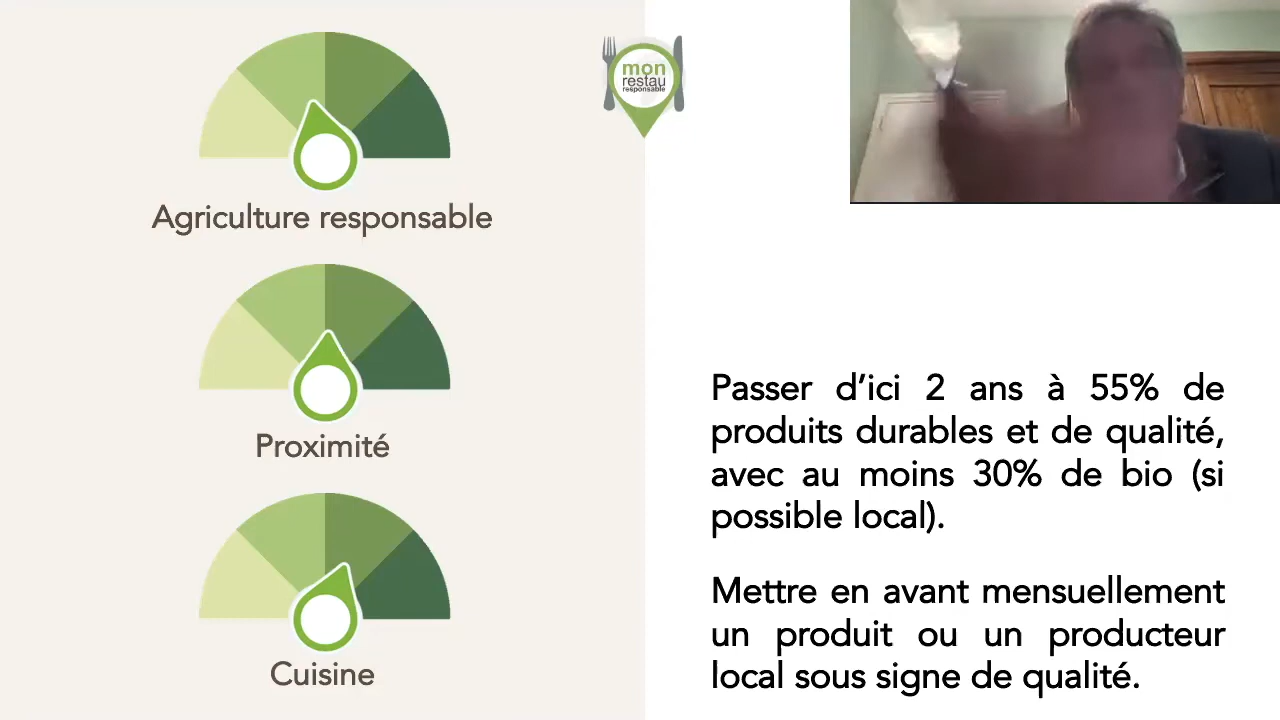 mon
restau
responsable
Agriculture responsable
Proximité
Cuisine
Passer d’ici 2 ans à 55% de
produits durables et de qualité,
avec au moins 30% de bio (si
possible local).
Mettre en avant mensuellement
un produit ou un producteur
local sous signe de qualité.